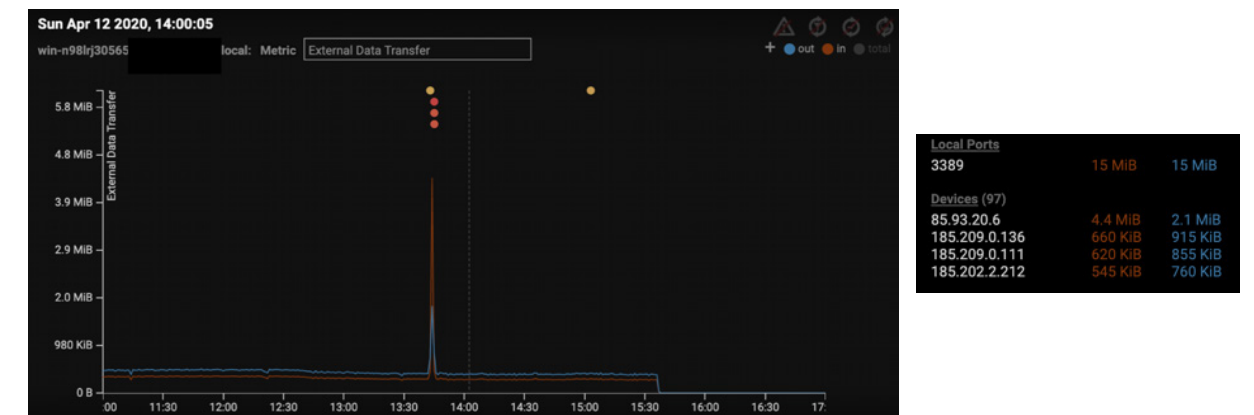 Sun Apr 12 2020, 14:00:05
win-n98lrj30565 local: Metric External Data Transfer
+ out in total
External Data Transfer
5.8 MiB
4.8 MiB
3.9 MiB
2.9 MiB
2.0 MiB
980 KiB
0 B
:00 11:30 12:00 12:30 13:00 13:30 14:00 14:30 15:00 15:30 16:00 16:30 17:
Local Ports
3389 15 MiB 15 MiB
Devices (97)
85.93.20.6 4.4 MiB 2.1 MiB
185.209.0.136 660 KiB 915 KiB
185.209.0.111 620 KiB 855 KiB
185.202.2.212 545 KiB 760 KiB